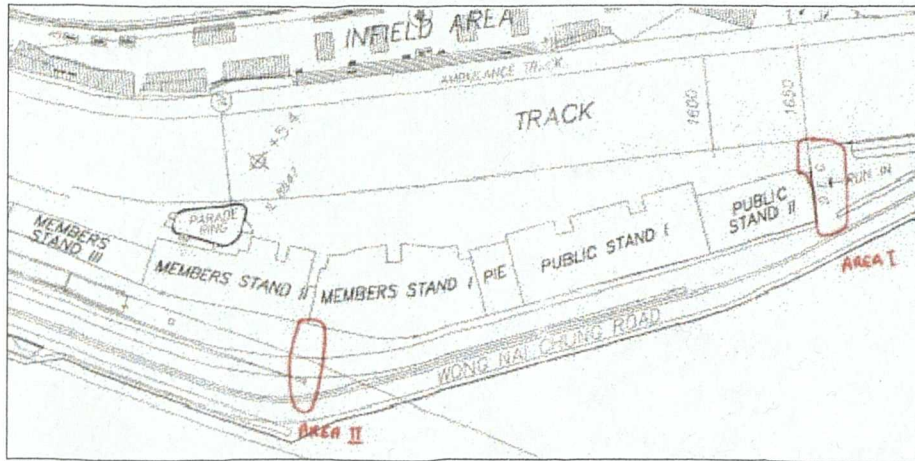 INFIELD AREA
AMBULANCE TRACK
TRACK
1600
1650
RUN IN
PARADE
RING
MEMBERS
STAND III
MEMBERS STAND II
MEMBERS STAND I
PIE
PUBLIC STAND I
PUBLIC
STAND II
AREA I
WONG NAI CHUNG ROAD
AREA II